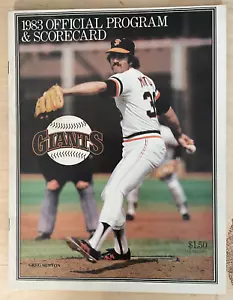 1983 OFFICIAL PROGRAM
& SCORECARD
GIANTS
GREG MINTON
$1.50